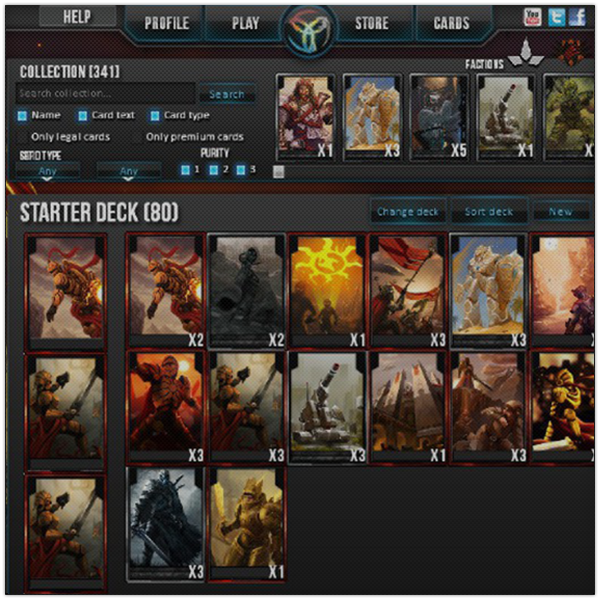 HELP
PROFILE
PLAY
STORE
CARDS
You
FACTIONS
COLLECTION [341]
Search collection...
Search
Name
Card text
Card type
Only legal cards
Only premium cards
TYPE
PURITY
Any
Any
1
2
3
X1
X3
X5
X1
STARTER DECK (80)
Change deck
Sort deck
New
X2
X2
X1
X3
X3
X3
X3
X3
X1
X3
X3
X1